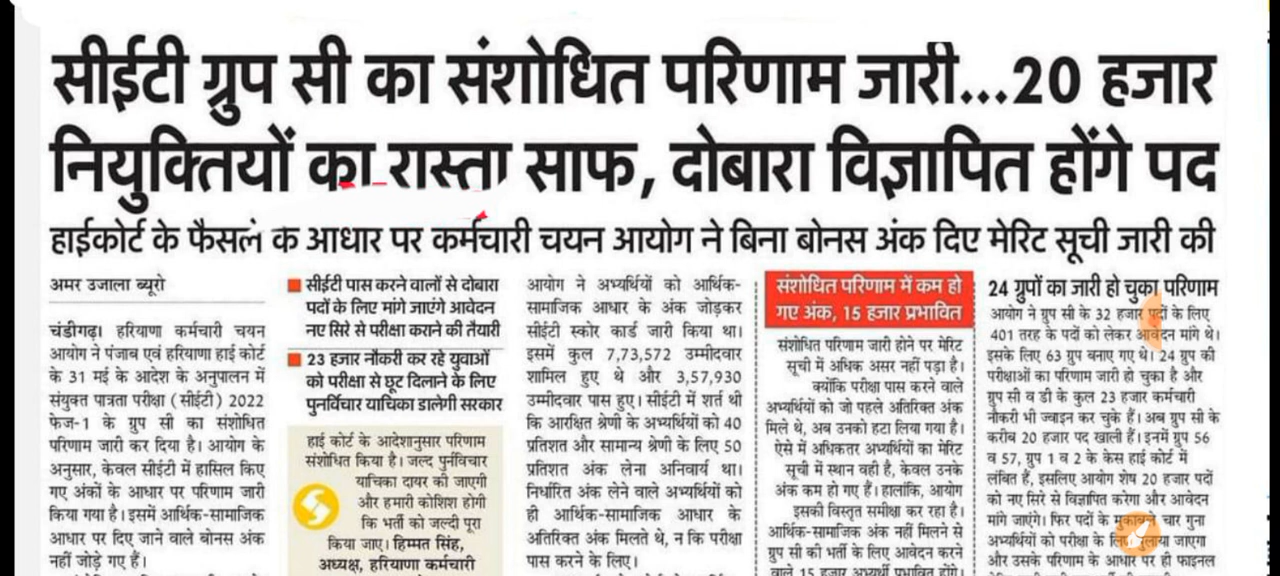 सीईटी ग्रुप सी का संशोधित परिणाम जारी...20 हजार
नियुक्तियों का रास्ता साफ, दोबारा विज्ञापित होंगे पद
हाईकोर्ट के फैसले के आधार पर कर्मचारी चयन आयोग ने बिना बोनस अंक दिए मेरिट सूची जारी की
अमर उजाला ब्यूरो
चंडीगढ़। हरियाणा कर्मचारी चयन
आयोग ने पंजाब एवं हरियाणा हाई कोर्ट
के 31 मई के आदेश के अनुपालन में
संयुक्त पात्रता परीक्षा (सीईटी) 2022
फेज-1 के ग्रुप सी का संशोधित
परिणाम जारी कर दिया है। आयोग के
अनुसार, केवल सीईटी में हासिल किए
गए अंकों के आधार पर परिणाम जारी
किया गया है। इसमें आर्थिक-सामाजिक
आधार पर दिए जाने वाले बोनस अंक
नहीं जोड़े गए हैं।
सीईटी पास करने वालों से दोबारा
पदों के लिए मांगे जाएंगे आवेदन
नए सिरे से परीक्षा कराने की तैयारी
23 हजार नौकरी कर रहे युवाओं
को परीक्षा से छूट दिलाने के लिए
पुनर्विचार याचिका डालेगी सरकार
हाई कोर्ट के आदेशानुसार परिणाम
संशोधित किया है। जल्द पुर्नविचार
याचिका दायर की जाएगी
और हमारी कोशिश होगी
कि भर्ती को जल्दी पूरा
किया जाए। हिम्मत सिंह,
अध्यक्ष, हरियाणा कर्मचारी
आयोग ने अभ्यर्थियों को आर्थिक-
सामाजिक आधार के अंक जोड़कर
सीईटी स्कोर कार्ड जारी किया था।
इसमें कुल 7,73,572 उम्मीदवार
शामिल हुए थे और 3,57,930
उम्मीदवार पास हुए। सीईटी में शर्त थी
कि आरक्षित श्रेणी के अभ्यर्थियों को 40
प्रतिशत और सामान्य श्रेणी के लिए 50
प्रतिशत अंक लेना अनिवार्य था।
निर्धारित अंक लेने वाले अभ्यर्थियों को
ही आर्थिक-सामाजिक आधार के
अतिरिक्त अंक मिलते थे, न कि परीक्षा
पास करने के लिए।
संशोधित परिणाम में कम हो
गए अंक, 15 हजार प्रभावित
संशोधित परिणाम जारी होने पर मेरिट
सूची में अधिक असर नहीं पड़ा है।
क्योंकि परीक्षा पास करने वाले
अभ्यर्थियों को जो पहले अतिरिक्त अंक
मिले थे, अब उनको हटा लिया गया है।
ऐसे में अधिकतर अभ्यर्थियों का मेरिट
सूची में स्थान वही है, केवल उनके
अंक कम हो गए हैं। हालांकि, आयोग
इसकी विस्तृत समीक्षा कर रहा है।
आर्थिक-सामाजिक अंक नहीं मिलने से
ग्रुप सी की भर्ती के लिए आवेदन करने
वाले 15 हजार अभ्यर्थी प्रभावित होंगे।
24 ग्रुपों का जारी हो चुका परिणाम
आयोग ने ग्रुप सी के 32 हजार पदों के लिए
401 तरह के पदों को लेकर आवेदन मांगे थे।
इसके लिए 63 ग्रुप बनाए गए थे। 24 ग्रुप की
परीक्षाओं का परिणाम जारी हो चुका है और
ग्रुप सी व डी के कुल 23 हजार कर्मचारी
नौकरी भी ज्वाइन कर चुके हैं। अब ग्रुप सी के
करीब 20 हजार पद खाली हैं। इनमें ग्रुप 56
व 57, ग्रुप 1 व 2 के केस हाई कोर्ट में
लंबित हैं, इसलिए आयोग शेष 20 हजार पदों
को नए सिरे से विज्ञापित करेगा और आवेदन
मांगे जाएंगे। फिर पदों के मुकाबले चार गुना
अभ्यर्थियों को परीक्षा के लिए बुलाया जाएगा
और उसके परिणाम के आधार पर ही फाइनल